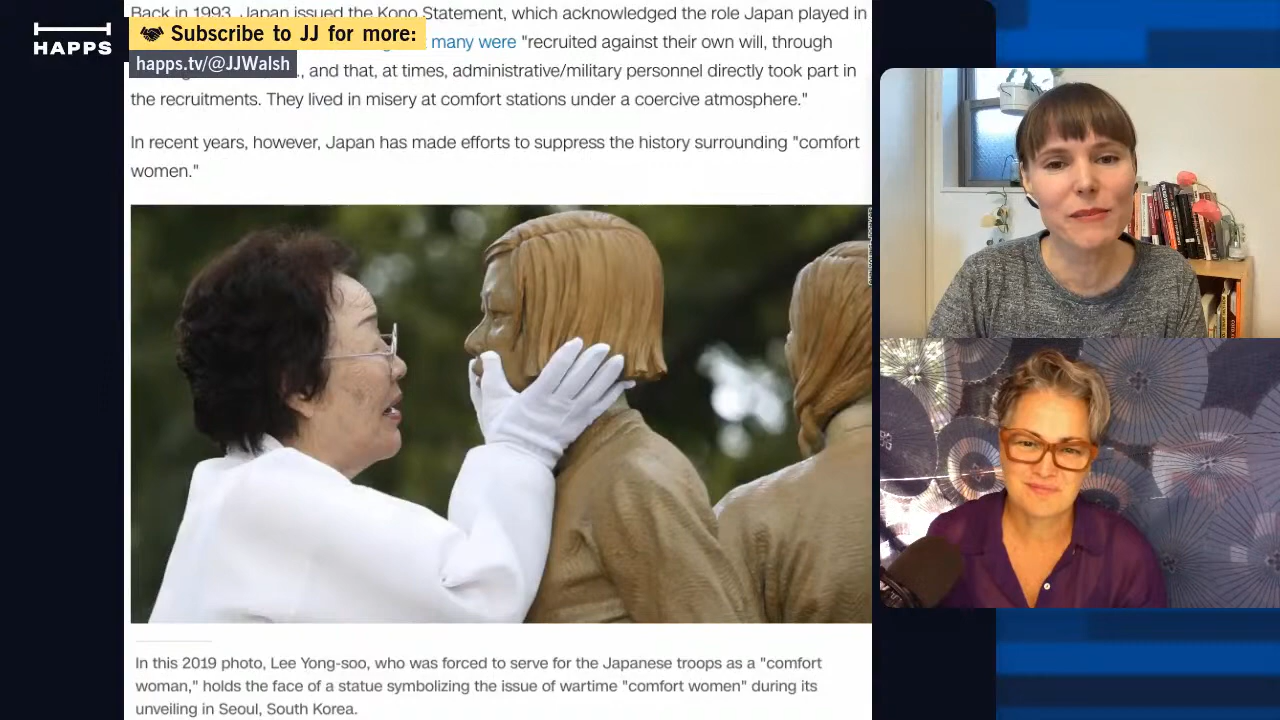 HAPPS
Subscribe to JJ for more:
happs.tv/@JJWalsh
Back in 1993, Japan issued the Kono Statement, which acknowledged the role Japan played in
many were "recruited against their own will, through
and that, at times, administrative/military personnel directly took part in
the recruitments. They lived in misery at comfort stations under a coercive atmosphere."
In recent years, however, Japan has made efforts to suppress the history surrounding "comfort
women."
In this 2019 photo, Lee Yong-soo, who was forced to serve for the Japanese troops as a "comfort
woman," holds the face of a statue symbolizing the issue of wartime "comfort women" during its
unveiling in Seoul, South Korea.